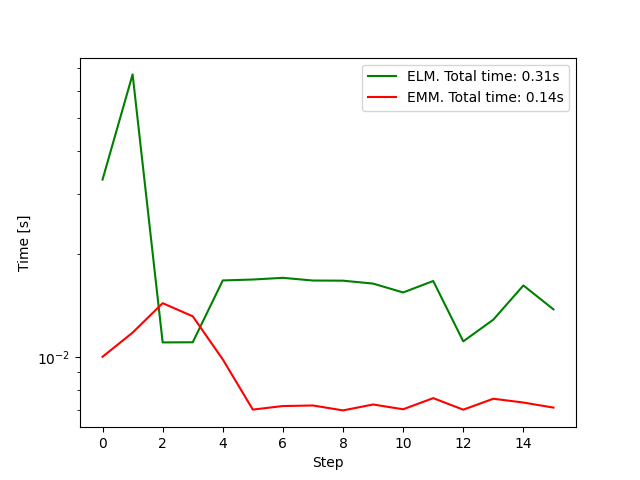 ELM. Total time: 0.31s
EMM. Total time: 0.14s
Time [s]
10⁻²
0 2 4 6 8 10 12 14
Step